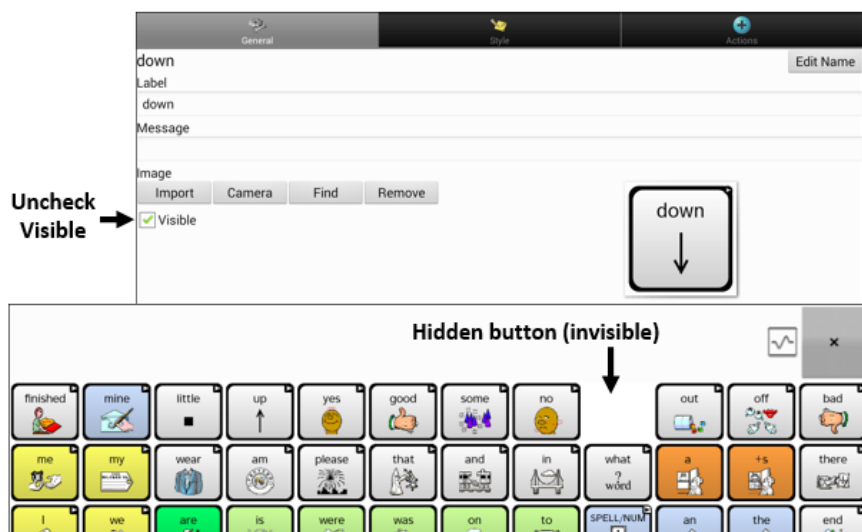 General Style Actions
down Edit Name
Label
down
Message
Image
Import Camera Find Remove
Uncheck
Visible
Visible
down
Hidden button (invisible)
×
finished mine little up yes good some no out off bad
me my wear am please that and in what a +s there
?
word
I we are is were was on to SPELL/NUM an the end